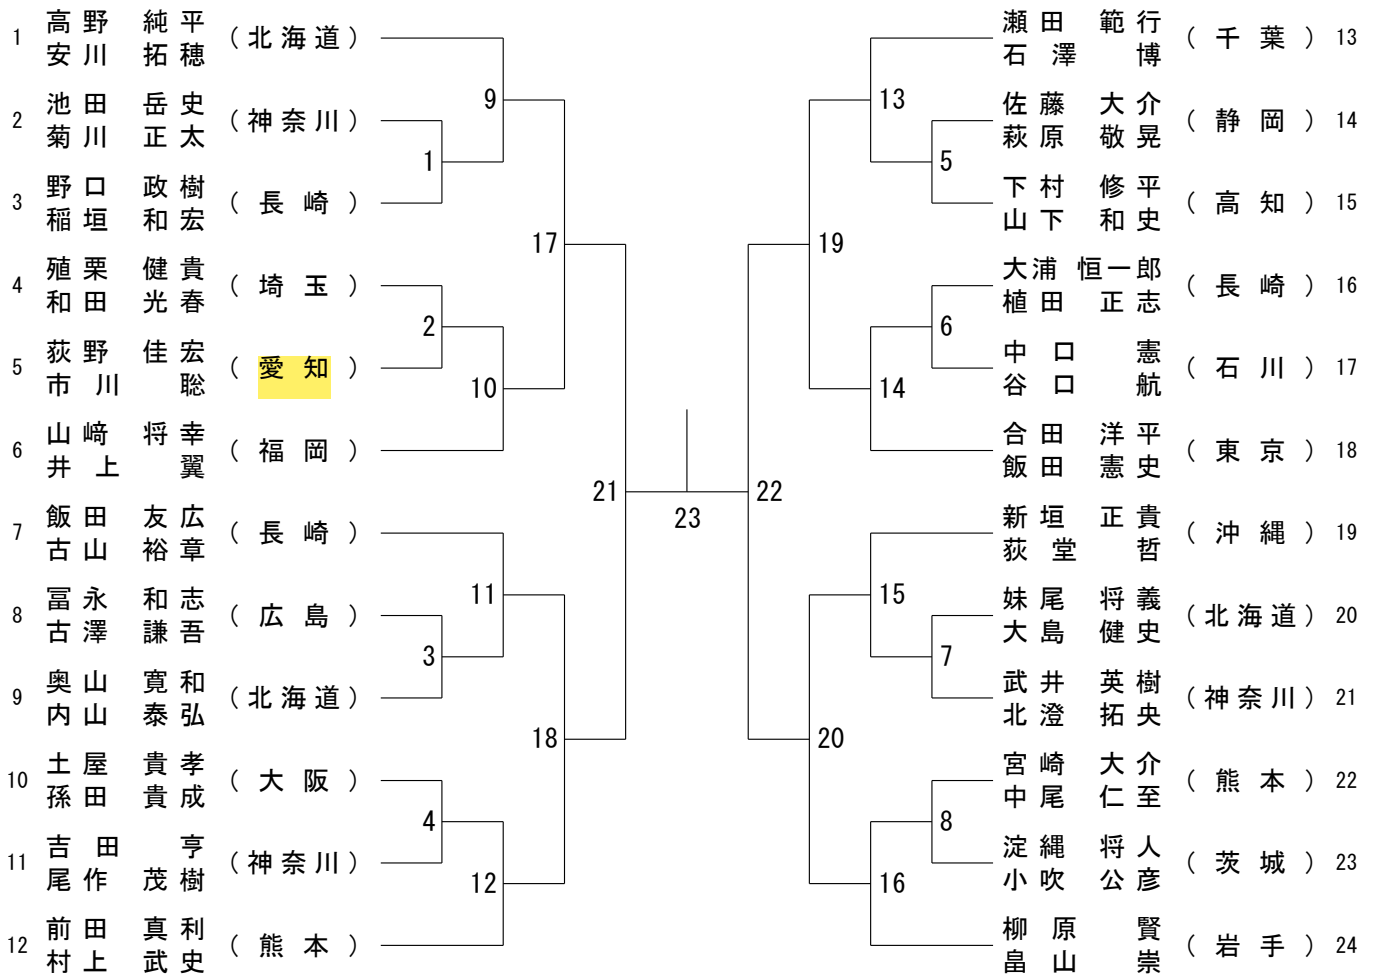 1 高野 純平 (北海道)
安川 拓穂
2 池田 岳史 (神奈川)
菊川 正太
3 野口 政樹 (長崎)
稲垣 和宏
4 殖栗 健貴 (埼玉)
和田 光春
5 荻野 佳宏 (愛知)
市川 聡
6 山﨑 将幸 (福岡)
井上 翼
7 飯田 友広 (長崎)
古山 裕章
8 冨永 和志 (広島)
古澤 謙吾
9 奥山 寛和 (北海道)
内山 泰弘
10 土屋 貴孝 (大阪)
孫田 貴成
11 吉田 亨 (神奈川)
尾作 茂樹
12 前田 真利 (熊本)
村上 武史
9
1
17
2
10
21
11
3
18
4
12
23
13
5
19
6
14
22
15
7
20
8
16
瀬田 範行 (千葉) 13
石澤 博
佐藤 大介 (静岡) 14
萩原 敬晃
下村 修平 (高知) 15
山下 和史
大浦 恒一郎 (長崎) 16
植田 正志
中口 憲 (石川) 17
谷口 航
合田 洋平 (東京) 18
飯田 憲史
新垣 正貴 (沖縄) 19
荻堂 哲
妹尾 将義 (北海道) 20
大島 健史
武井 英樹 (神奈川) 21
北澄 拓央
宮崎 大介 (熊本) 22
中尾 仁至
淀縄 将人 (茨城) 23
小吹 公彦
柳原 賢 (岩手) 24
畠山 崇